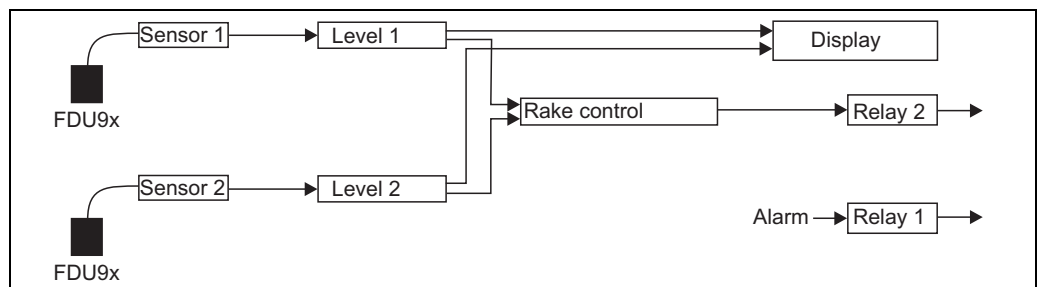 Sensor 1
Level 1
Display
FDU9x
Rake control
Relay 2
Sensor 2
Level 2
Alarm
Relay 1
FDU9x